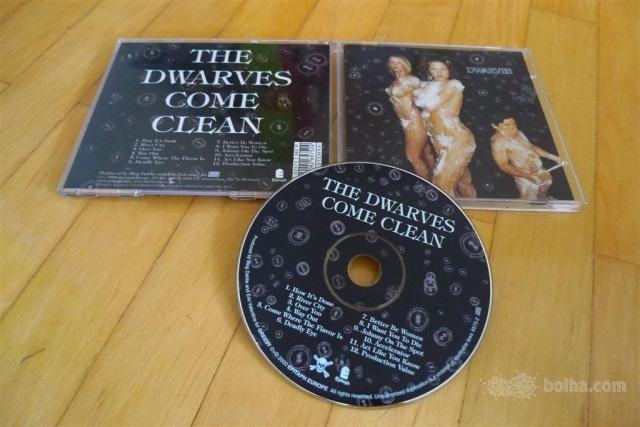 THE
DWARVES
COME
CLEAN
1. How It's Done
2. River City
3. Over You
4. Way Out
5. Come Where The Flavor Is
6. Deadly Eye
7. Better Be Women
8. I Want You To Die
9. Johnny On The Spot
10. Accelerator
11. Act Like You Know
12. Production Value
Epitaph
DWARVES
THE DWARVES
COME CLEAN
1. How It's Done
2. River City
3. Over You
4. Way Out
5. Come Where The Flavor Is
6. Deadly Eye
7. Better Be Women
8. I Want You To Die
9. Johnny On The Spot
10. Accelerator
11. Act Like You Know
12. Production Value
EPITAPH EUROPE. All rights reserved.
bolha.com